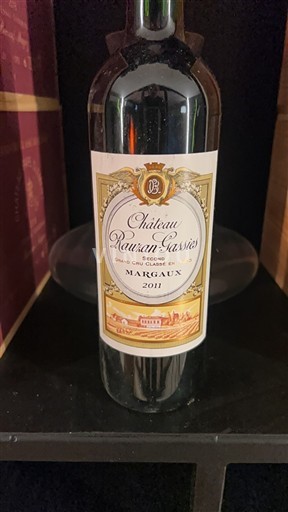 Château
Rauzan-Gassies
Second
Grand Cru Classé En
MARGAUX
2011